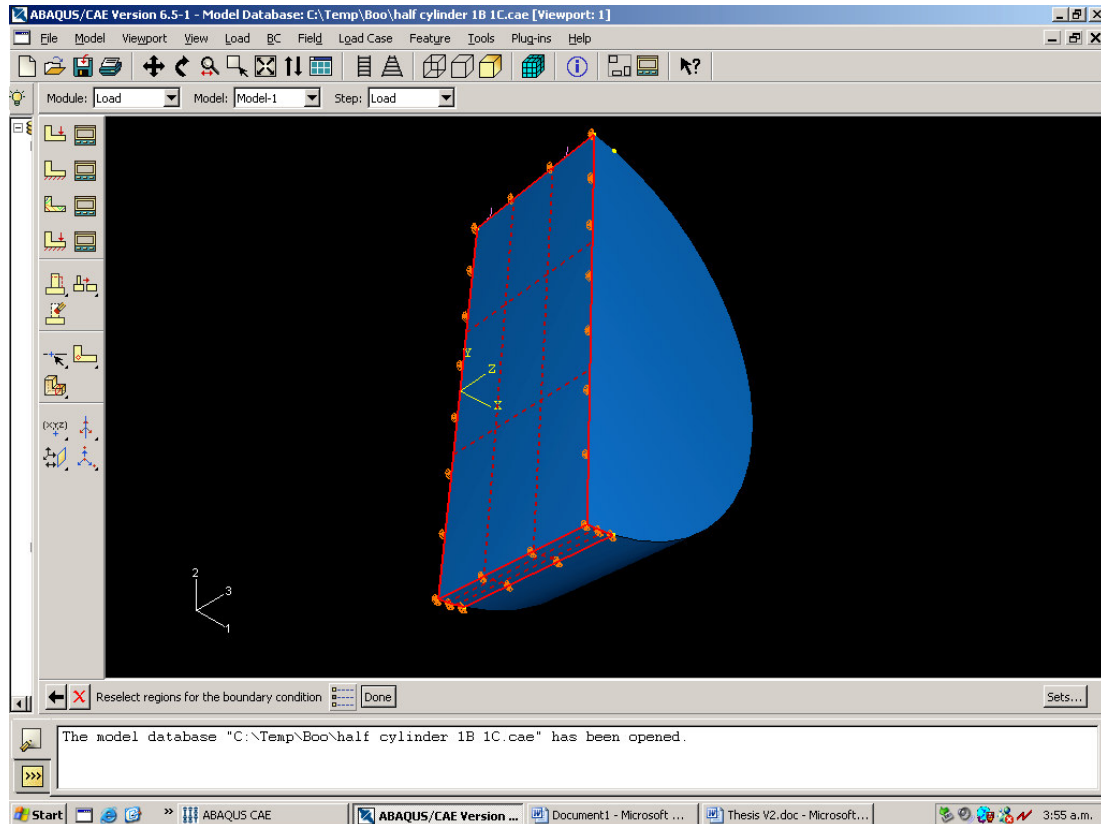 ABAQUS/CAE Version 6.5-1 - Model Database: C:\Temp\Boo\half cylinder 1B 1C.cae [Viewport: 1]
File Model Viewport View Load BC Field Load Case Feature Tools Plug-ins Help
Module: Load Model: Model-1 Step: Load
(XYZ)
Y
Z
X
2
3
1
Reselect regions for the boundary condition Done Sets...
The model database "C:\Temp\Boo\half cylinder 1B 1C.cae" has been opened.
>>>
Start » ABAQUS CAE ABAQUS/CAE Version ... Document1 - Microsoft ... Thesis V2.doc - Microsoft... 3:55 a.m.